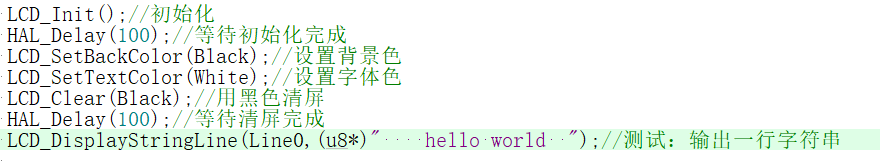 LCD_Init();//初始化
HAL_Delay(100);//等待初始化完成
LCD_SetBackColor(Black);//设置背景色
LCD_SetTextColor(White);//设置字体色
LCD_Clear(Black);//用黑色清屏
HAL_Delay(100);//等待清屏完成
LCD_DisplayStringLine(Line0,(u8*)"    hello world  ");//测试：输出一行字符串